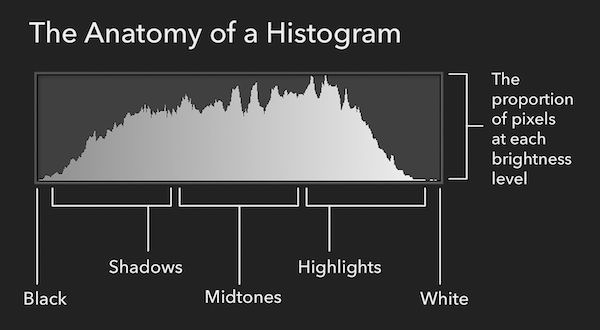 The Anatomy of a Histogram
The
proportion
of pixels
at each
brightness
level
Shadows
Highlights
Black
Midtones
White